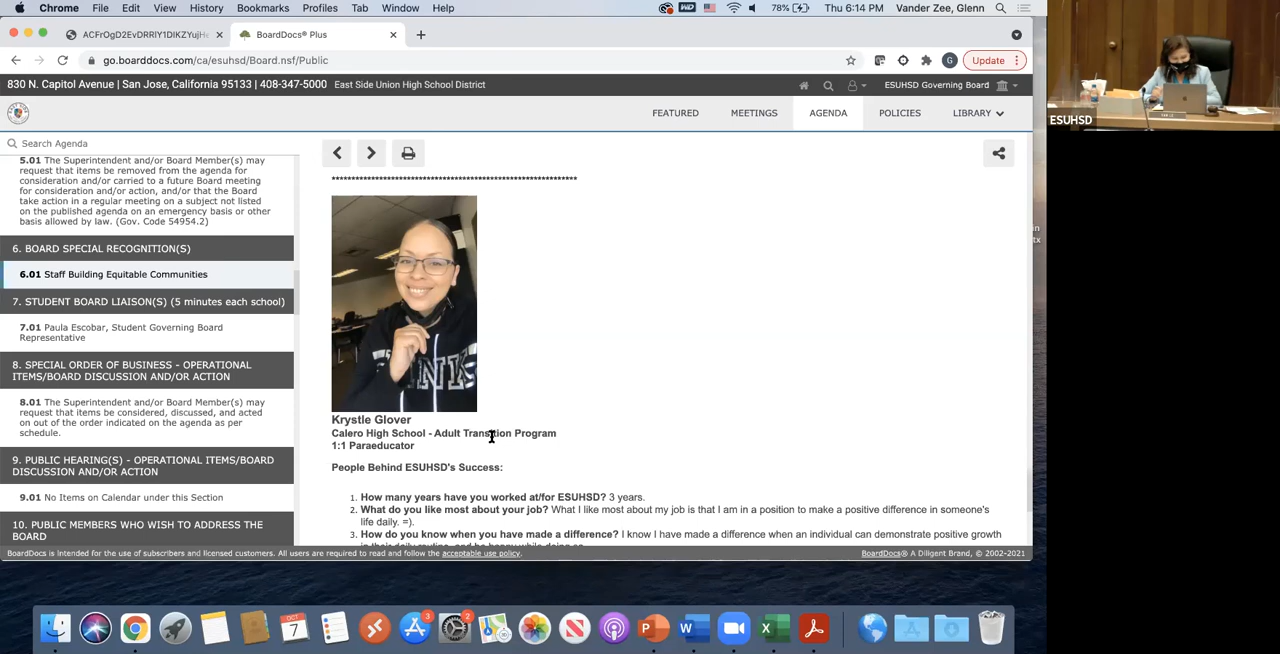 Chrome File Edit View History Bookmarks Profiles Tab Window Help
78% Thu 6:14 PM Vander Zee, Glenn
ACFrOgD2EvDRRlY1DlKZYujHe
BoardDocs® Plus
go.boarddocs.com/ca/esuhsd/Board.nsf/Public
Update
830 N. Capitol Avenue | San Jose, California 95133 | 408-347-5000 East Side Union High School District
ESUHSD Governing Board
FEATURED MEETINGS AGENDA POLICIES LIBRARY
Search Agenda
5.01 The Superintendent and/or Board Member(s) may
request that items be removed from the agenda for
consideration and/or carried to a future Board meeting
for consideration and/or action, and/or that the Board
take action in a regular meeting on a subject not listed
on the published agenda on an emergency basis or other
basis allowed by law. (Gov. Code 54954.2)
6. BOARD SPECIAL RECOGNITION(S)
6.01 Staff Building Equitable Communities
7. STUDENT BOARD LIAISON(S) (5 minutes each school)
7.01 Paula Escobar, Student Governing Board
Representative
8. SPECIAL ORDER OF BUSINESS - OPERATIONAL
ITEMS/BOARD DISCUSSION AND/OR ACTION
8.01 The Superintendent and/or Board Member(s) may
request that items be considered, discussed, and acted
on out of the order indicated on the agenda as per
schedule.
9. PUBLIC HEARING(S) - OPERATIONAL ITEMS/BOARD
DISCUSSION AND/OR ACTION
9.01 No Items on Calendar under this Section
10. PUBLIC MEMBERS WHO WISH TO ADDRESS THE
BOARD
Krystle Glover
Calero High School - Adult Transition Program
1:1 Paraeducator
People Behind ESUHSD's Success:
1. How many years have you worked at/for ESUHSD? 3 years.
2. What do you like most about your job? What I like most about my job is that I am in a position to make a positive difference in someone's
life daily. =).
3. How do you know when you have made a difference? I know I have made a difference when an individual can demonstrate positive growth
BoardDocs is intended for the use of subscribers and licensed customers. All users are required to read and follow the acceptable use policy.
BoardDocs® A Diligent Brand, © 2002-2021
ESUHSD
OCT
7
3
2